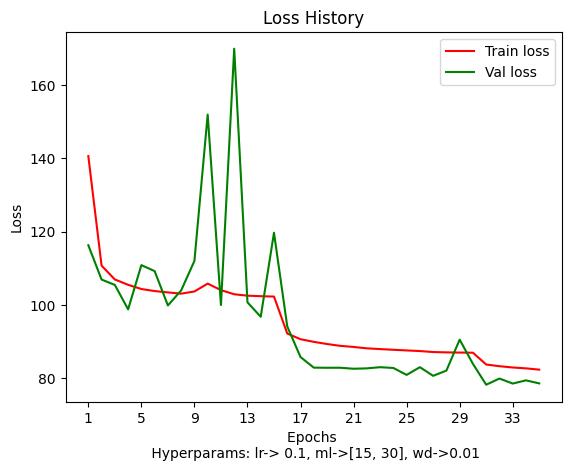 Loss History
Train loss
Val loss
160
140
120
100
80
Loss
1 5 9 13 17 21 25 29 33
Epochs
Hyperparams: lr-> 0.1, ml->[15, 30], wd->0.01